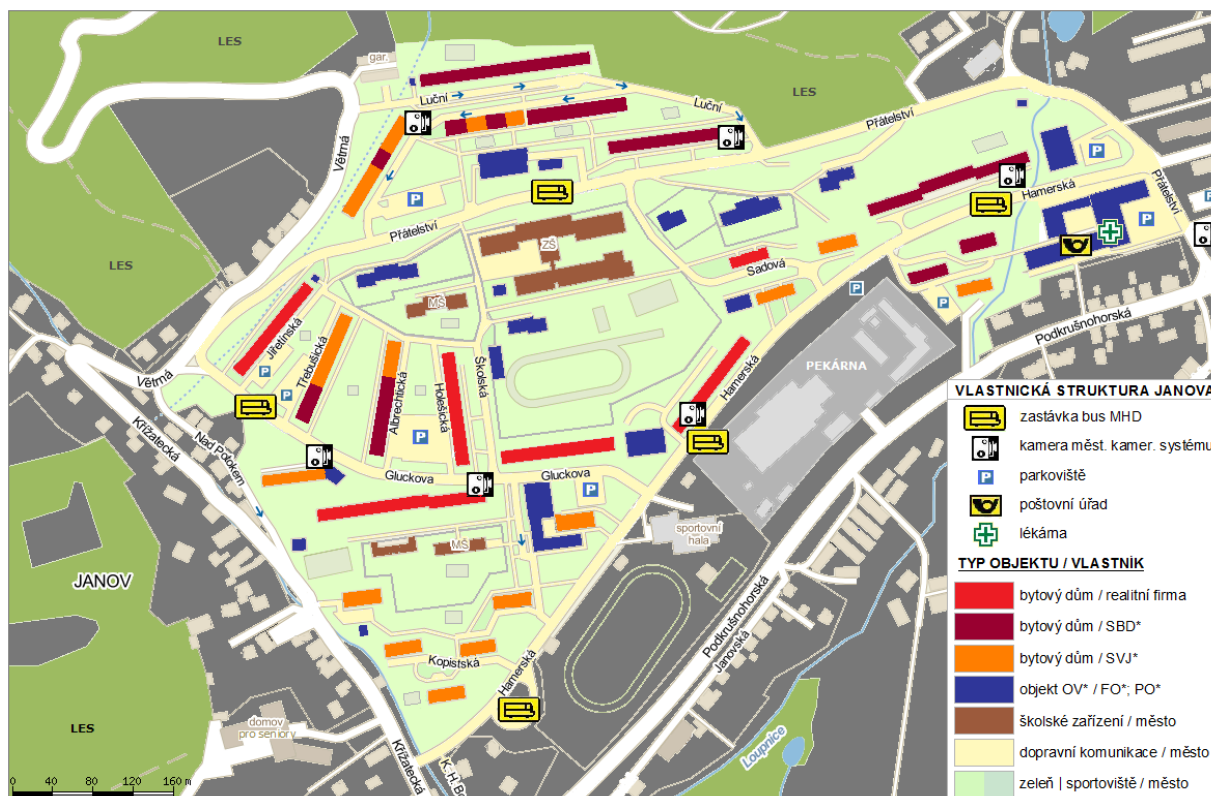 LES
gar.
LES
Luční
Luční
Přátelství
Větrná
Hamerská
Přátelství
P
P
P
P
Přátelství
ZŠ
LES
Sadová
MŠ
P
Podkrušnohorská
Jiřetínská
Třebušická
Školská
PEKÁRNA
Hamerská
Větrná
P
P
Albrechtická
Holešická
Křižatecká
P
Nad Potokem
Gluckova
Gluckova
P
sportovní
hala
MŠ
JANOV
Podkrušnohorská
Janovská
Kopistská
Hamerská
LES
domov
pro seniory
Křižatecká
K. H. Bo
Loupnice
0 40 80 120 160 m
VLASTNICKÁ STRUKTURA JANOVA
zastávka bus MHD
kamera měst. kamer. systému
P parkoviště
poštovní úřad
lékárna
TYP OBJEKTU / VLASTNÍK
bytový dům / realitní firma
bytový dům / SBD*
bytový dům / SVJ*
objekt OV* / FO*; PO*
školské zařízení / město
dopravní komunikace / město
zeleň | sportoviště / město